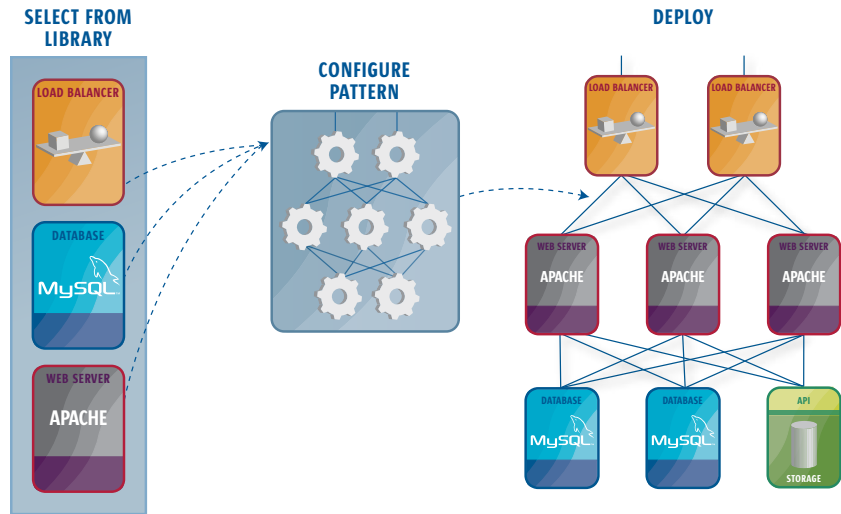 SELECT FROM
LIBRARY
LOAD BALANCER
DATABASE
MySQL
WEB SERVER
APACHE
CONFIGURE
PATTERN
DEPLOY
LOAD BALANCER
LOAD BALANCER
WEB SERVER
APACHE
WEB SERVER
APACHE
WEB SERVER
APACHE
DATABASE
MySQL
DATABASE
MySQL
API
STORAGE